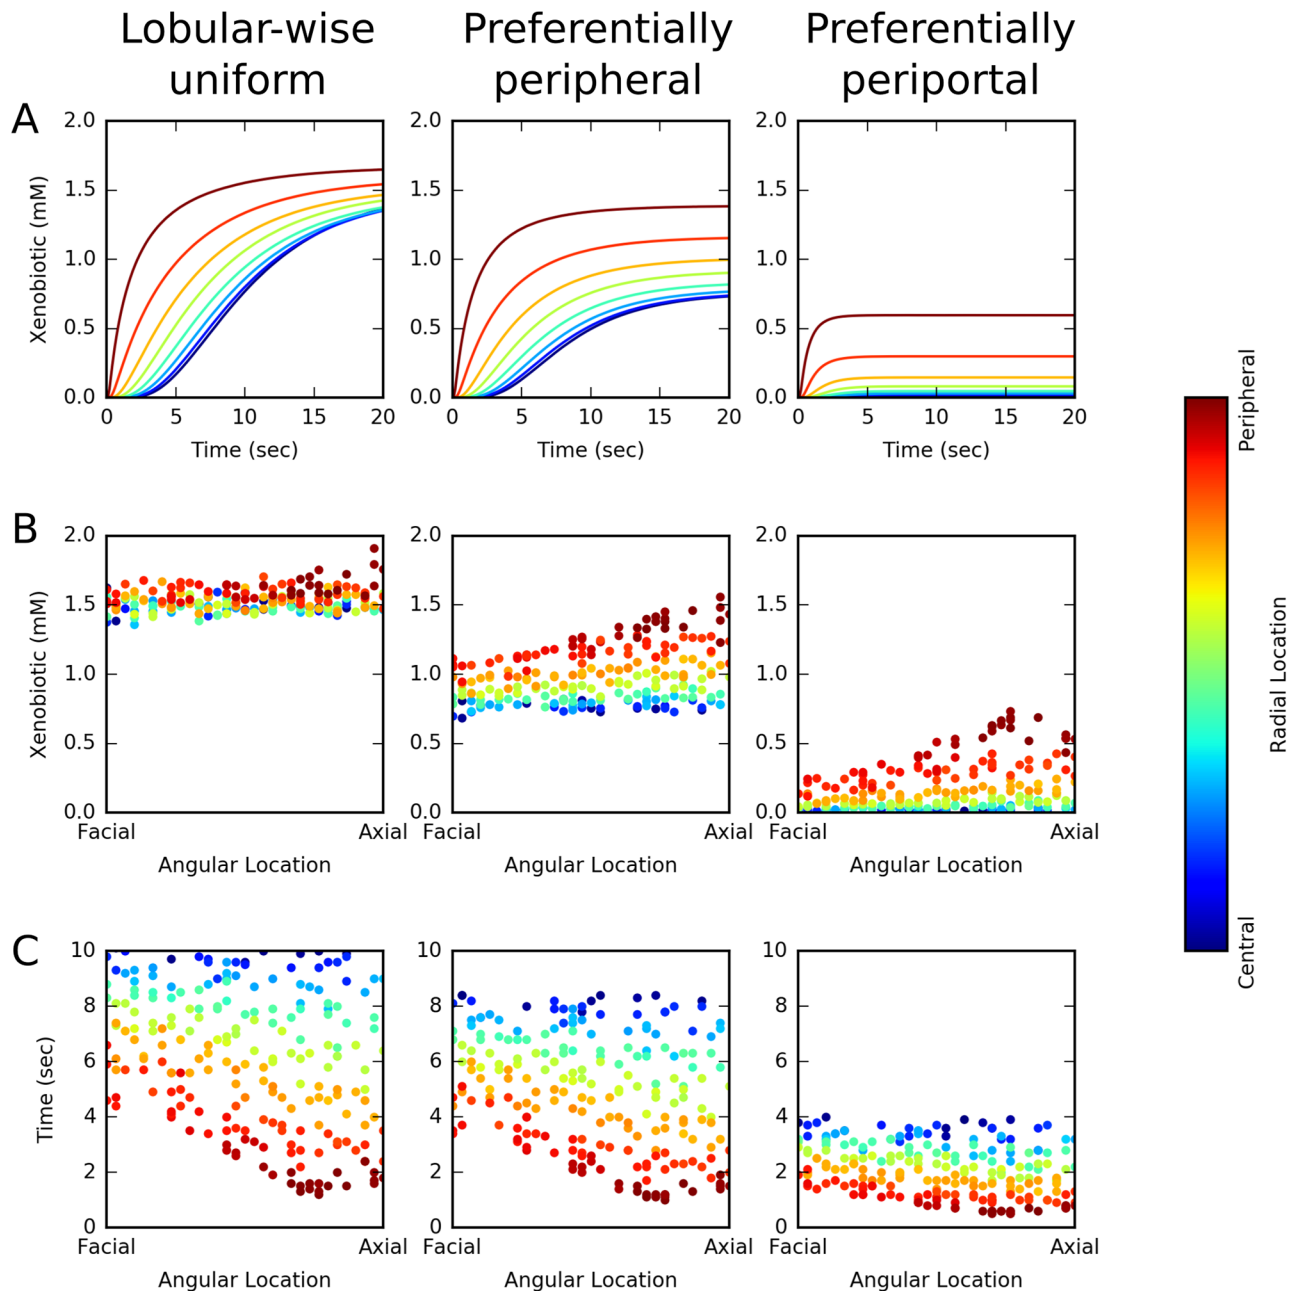 Lobular-wise uniform
Preferentially peripheral
Preferentially periportal
A
2.0
1.5
1.0
0.5
0.0
Xenobiotic (mM)
0 5 10 15 20
Time (sec)
2.0
1.5
1.0
0.5
0.0
0 5 10 15 20
Time (sec)
2.0
1.5
1.0
0.5
0.0
0 5 10 15 20
Time (sec)
B
2.0
1.5
1.0
0.5
0.0
Xenobiotic (mM)
Facial Axial
Angular Location
2.0
1.5
1.0
0.5
0.0
Facial Axial
Angular Location
2.0
1.5
1.0
0.5
0.0
Facial Axial
Angular Location
C
10
8
6
4
2
0
Time (sec)
Facial Axial
Angular Location
10
8
6
4
2
0
Facial Axial
Angular Location
10
8
6
4
2
0
Facial Axial
Angular Location
Peripheral
Radial Location
Central